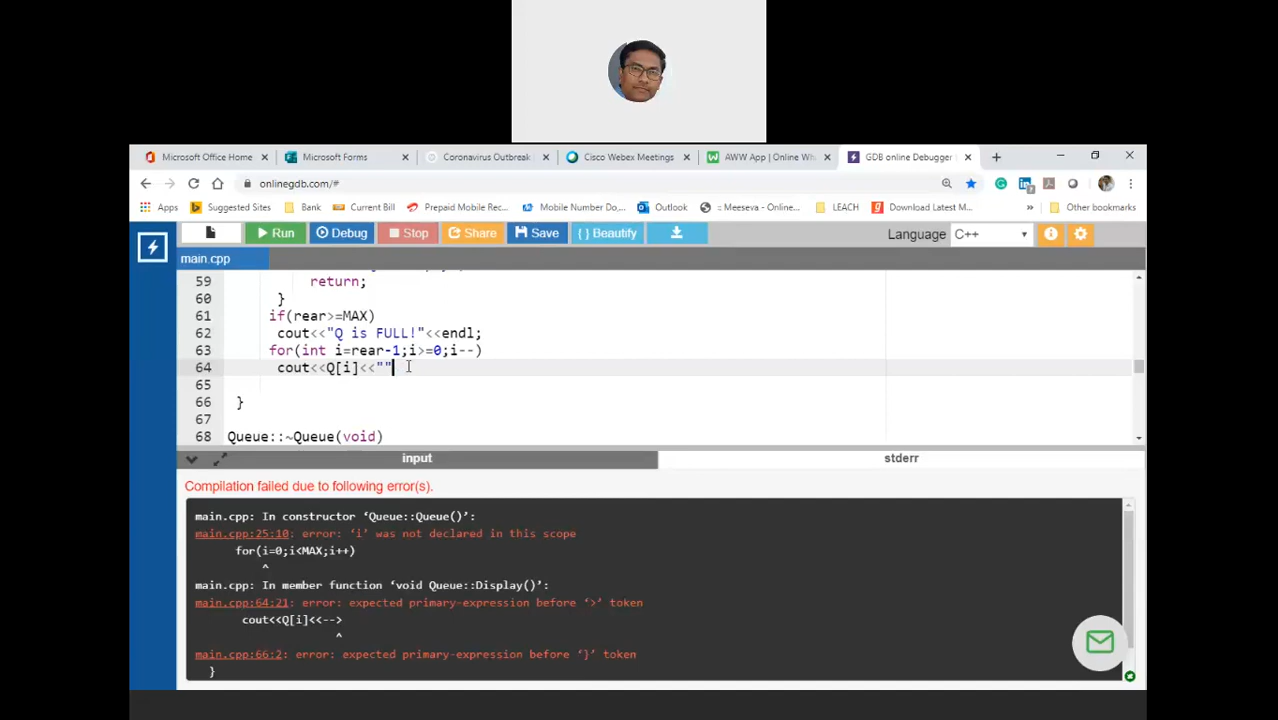 Microsoft Office Home
Microsoft Forms
Coronavirus Outbreak
Cisco Webex Meetings
AWW App | Online Wh
GDB online Debugger
onlinegdb.com/#
Apps
Suggested Sites
Bank
Current Bill
Prepaid Mobile Rec...
Mobile Number Do,...
Outlook
:: Meeseva - Online...
LEACH
Download Latest M...
»
Other bookmarks
Run
Debug
Stop
Share
Save
{ } Beautify
Language C++
main.cpp
59 return;
60 }
61 if(rear>=MAX)
62 cout<<"Q is FULL!"<<endl;
63 for(int i=rear-1;i>=0;i--)
64 cout<<Q[i]<<""
65
66 }
67
68 Queue::~Queue(void)
input
stderr
Compilation failed due to following error(s).
main.cpp: In constructor ‘Queue::Queue()’:
main.cpp:25:10: error: ‘i’ was not declared in this scope
for(i=0;i<MAX;i++)
^
main.cpp: In member function ‘void Queue::Display()’:
main.cpp:64:21: error: expected primary-expression before ‘>’ token
cout<<Q[i]<<-->
^
main.cpp:66:2: error: expected primary-expression before ‘}’ token
}